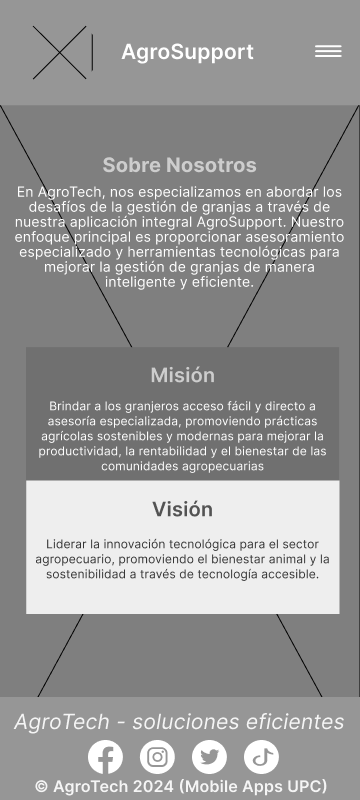 AgroSupport
Sobre Nosotros
En AgroTech, nos especializamos en abordar los
desafíos de la gestión de granjas a través de
nuestra aplicación integral AgroSupport. Nuestro
enfoque principal es proporcionar asesoramiento
especializado y herramientas tecnológicas para
mejorar la gestión de granjas de manera
inteligente y eficiente.
Misión
Brindar a los granjeros acceso fácil y directo a
asesoría especializada, promoviendo prácticas
agrícolas sostenibles y modernas para mejorar la
productividad, la rentabilidad y el bienestar de las
comunidades agropecuarias
Visión
Liderar la innovación tecnológica para el sector
agropecuario, promoviendo el bienestar animal y la
sostenibilidad a través de tecnología accesible.
AgroTech - soluciones eficientes
© AgroTech 2024 (Mobile Apps UPC)